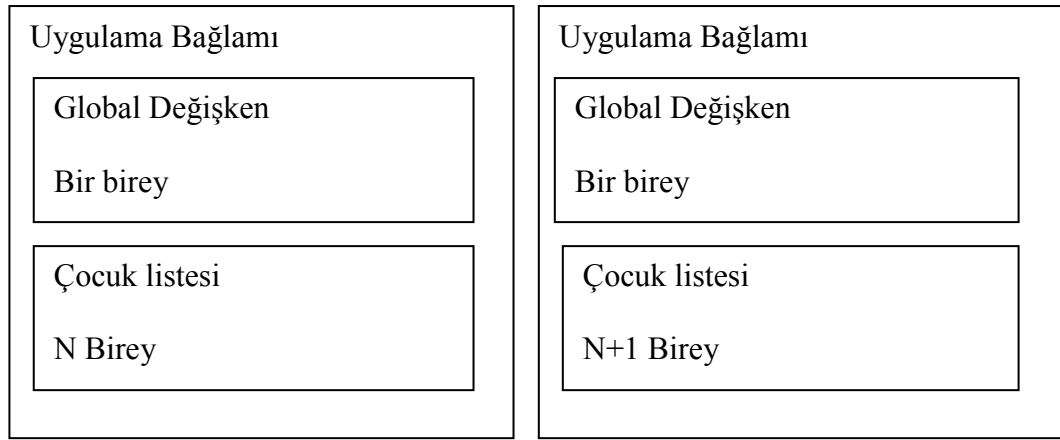 Uygulama Bağlamı
Global Değişken
Bir birey
Çocuk listesi
N Birey
Uygulama Bağlamı
Global Değişken
Bir birey
Çocuk listesi
N+1 Birey